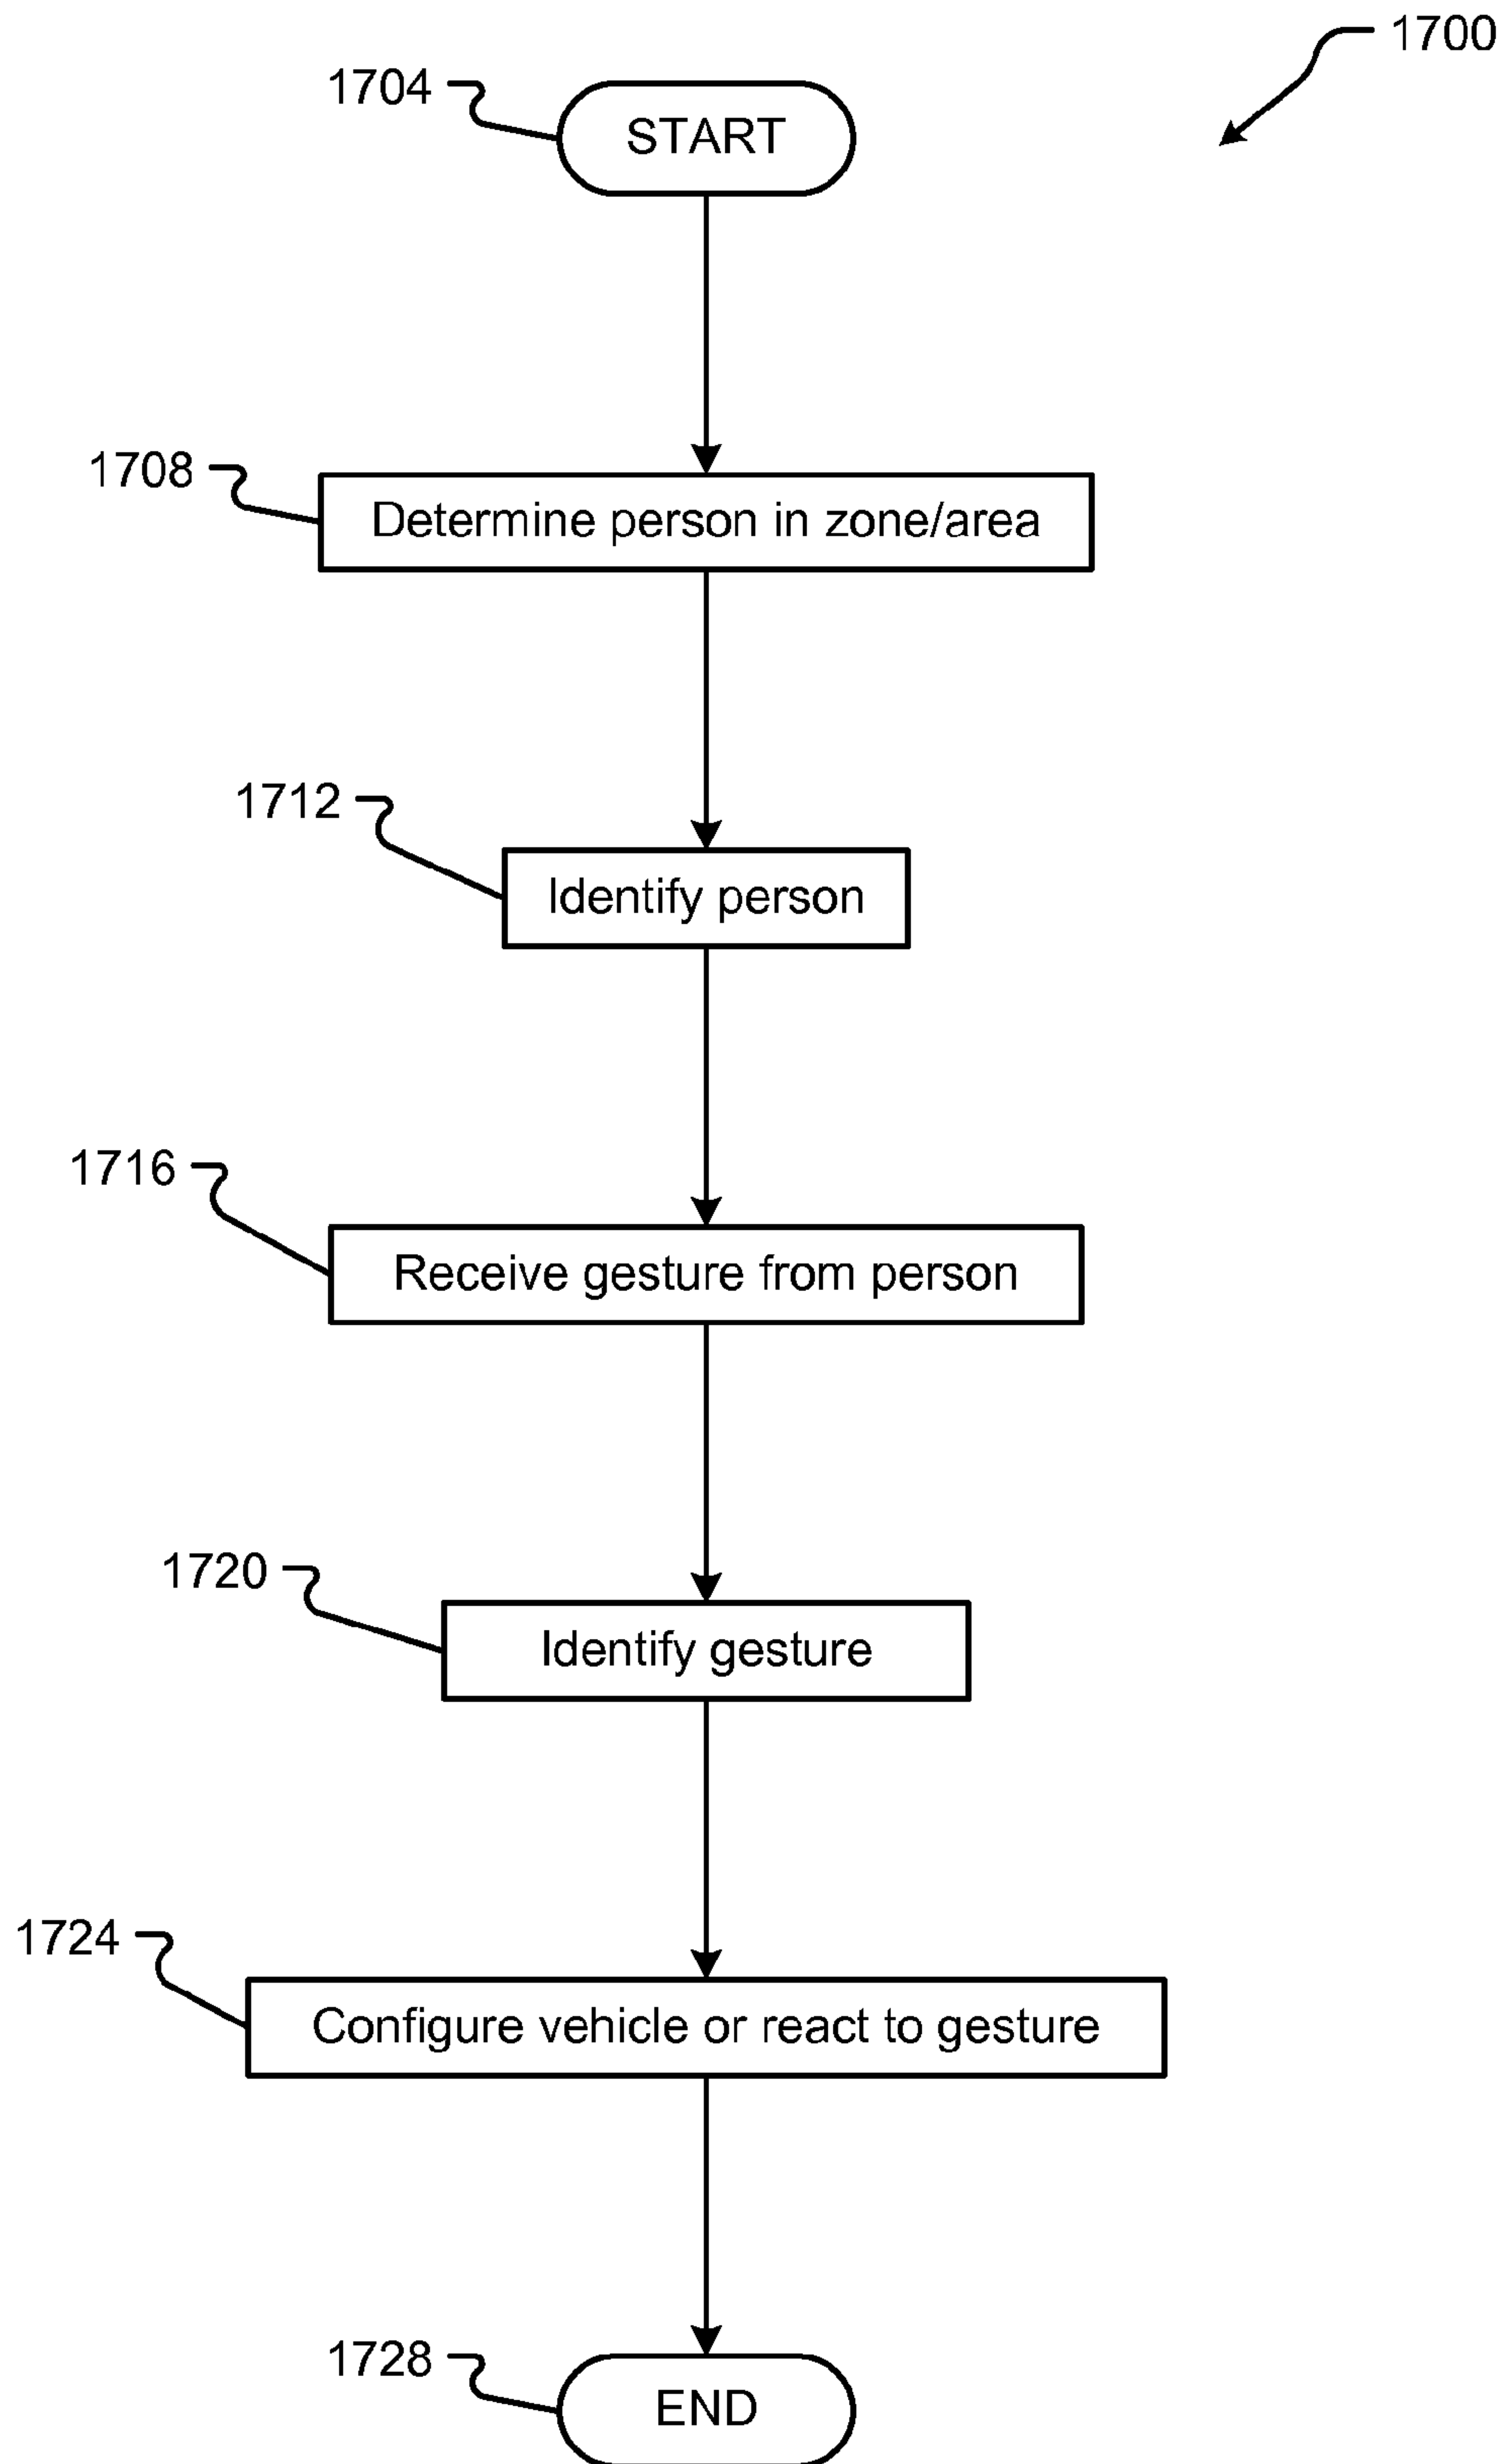 1700
1704
START
1708
Determine person in zone/area
1712
Identify person
1716
Receive gesture from person
1720
Identify gesture
1724
Configure vehicle or react to gesture
1728
END